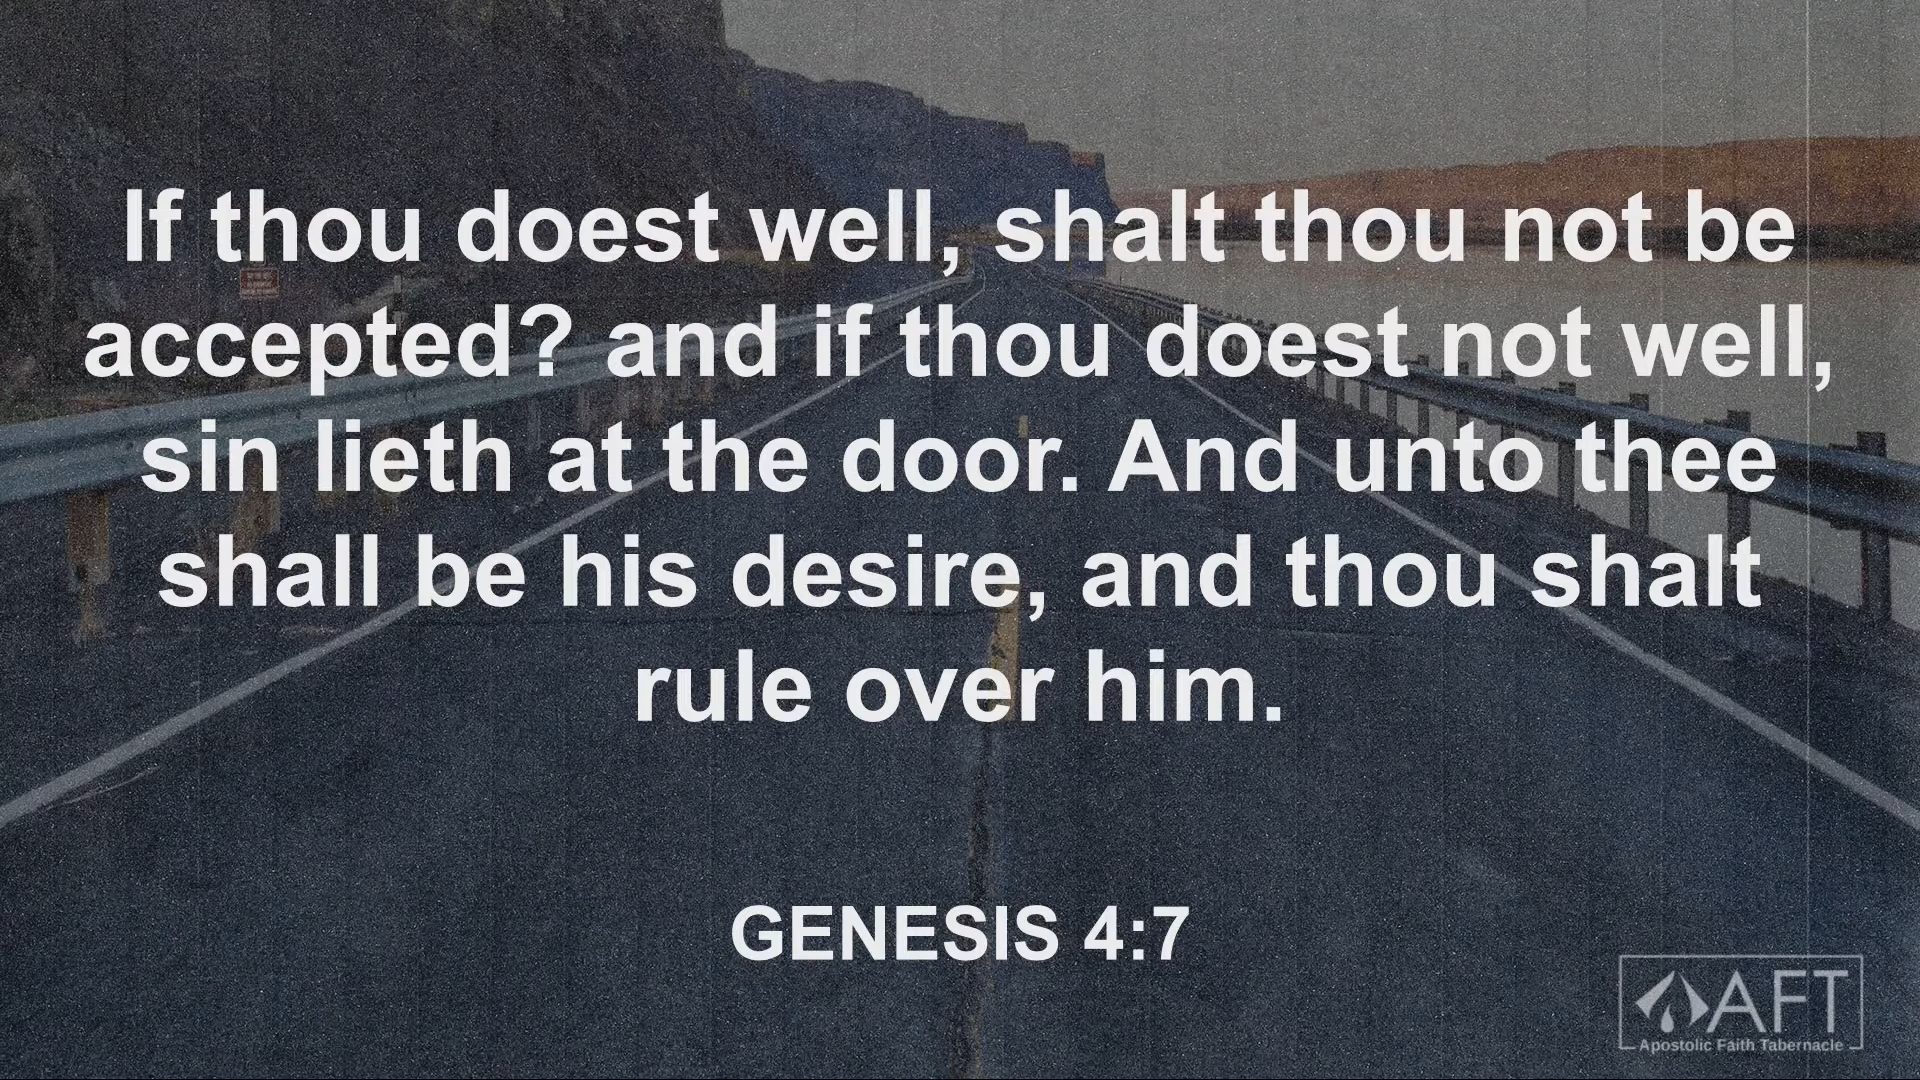 If thou doest well, shalt thou not be
accepted? and if thou doest not well,
sin lieth at the door. And unto thee
shall be his desire, and thou shalt
rule over him.
GENESIS 4:7
AFT
Apostolic Faith Tabernacle